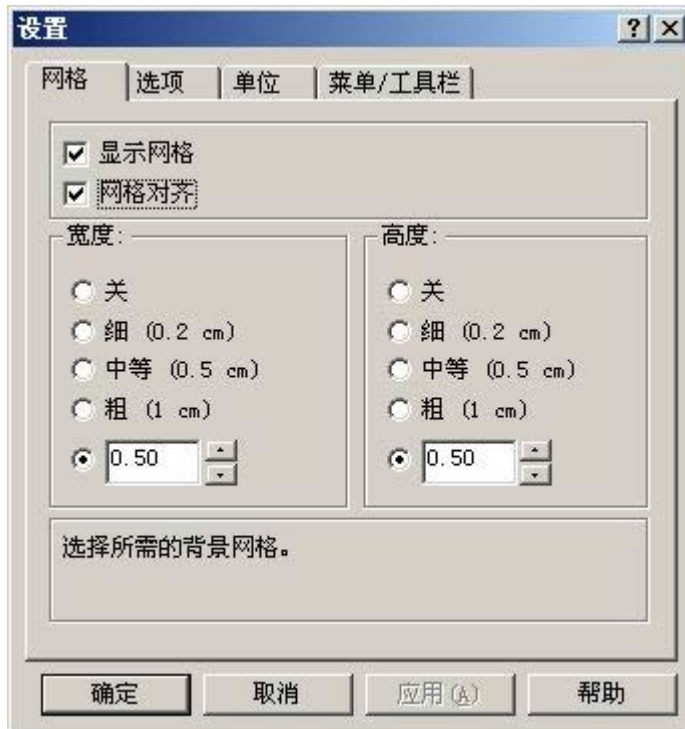 设置
网格 选项 单位 菜单/工具栏
显示网格
网格对齐
宽度: 高度:
关 关
细 (0.2 cm) 细 (0.2 cm)
中等 (0.5 cm) 中等 (0.5 cm)
粗 (1 cm) 粗 (1 cm)
0.50 0.50
选择所需的背景网格。
确定 取消 应用(A) 帮助